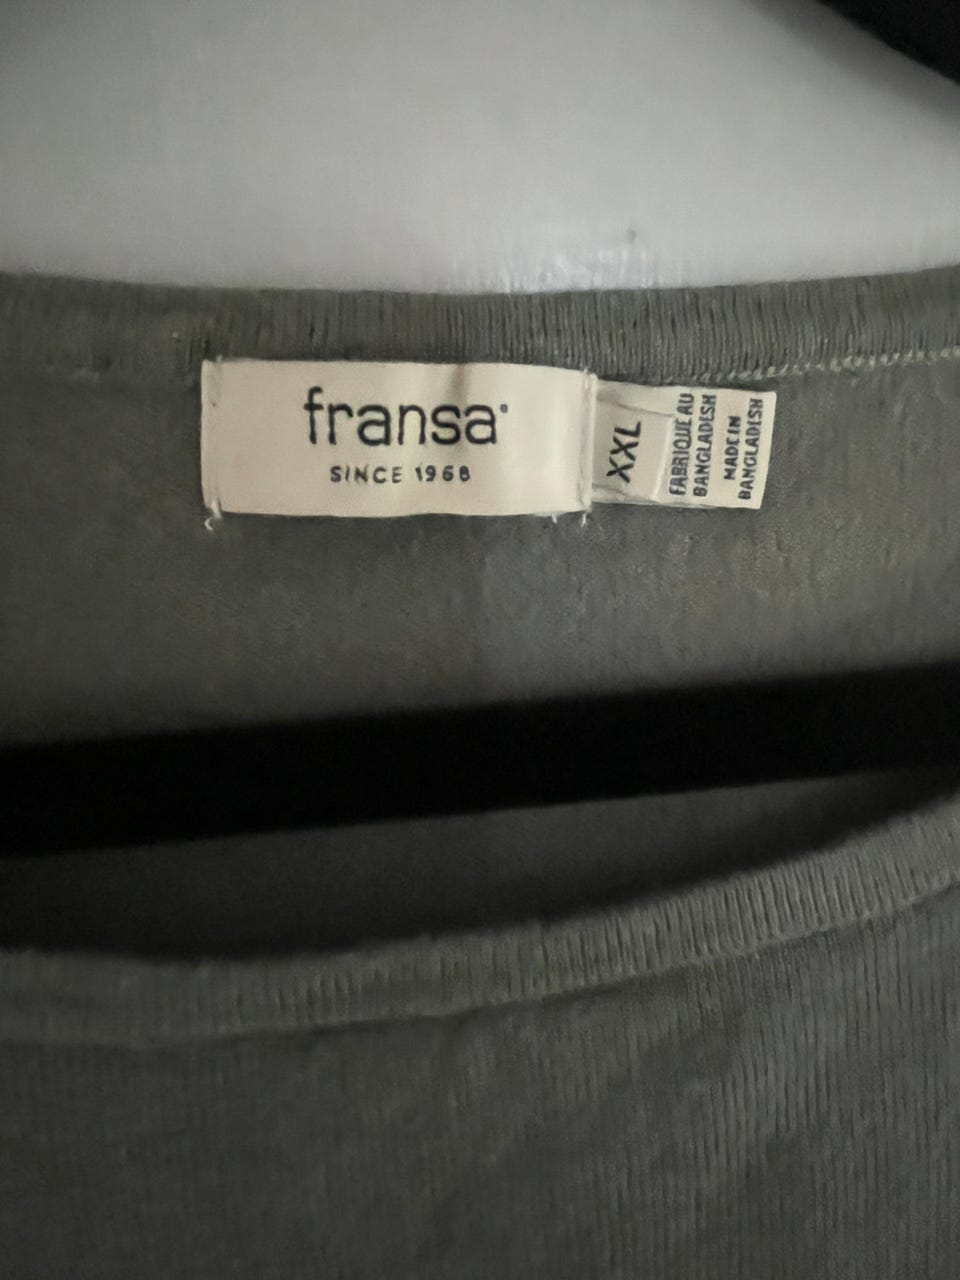 fransa
SINCE 1968
XXL
FABRIQUE AU
BANGLADESH
MADE IN
BANGLADESH